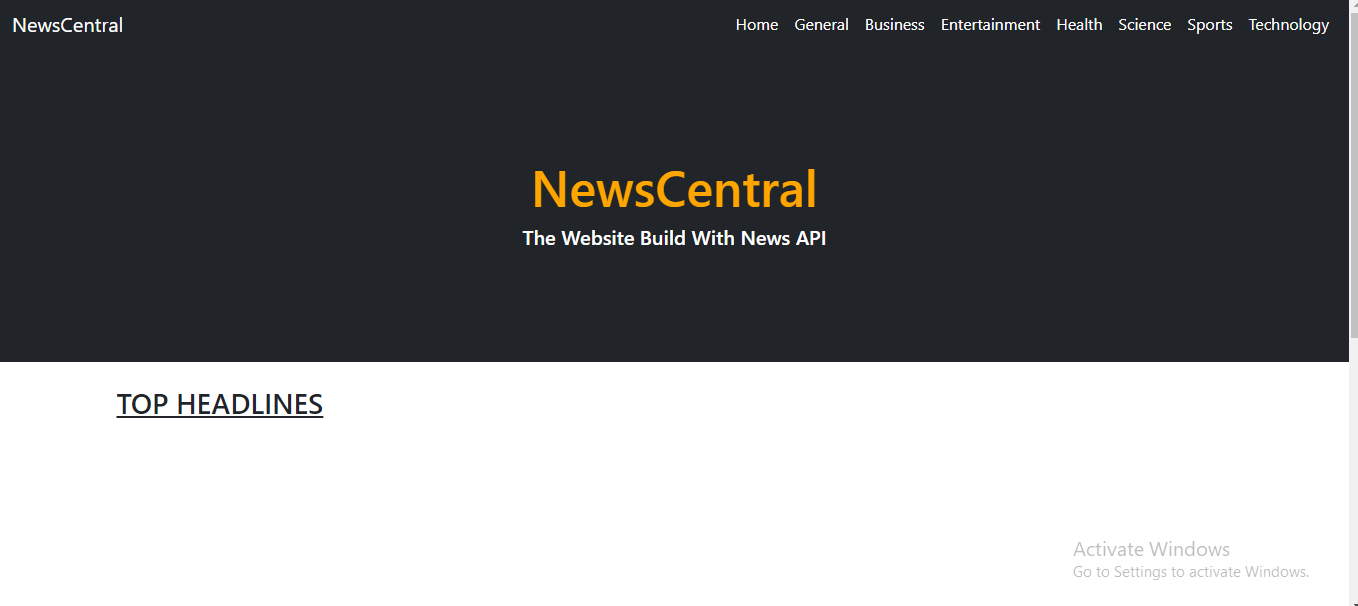 NewsCentral
Home General Business Entertainment Health Science Sports Technology
NewsCentral
The Website Build With News API
TOP HEADLINES
Activate Windows
Go to Settings to activate Windows.